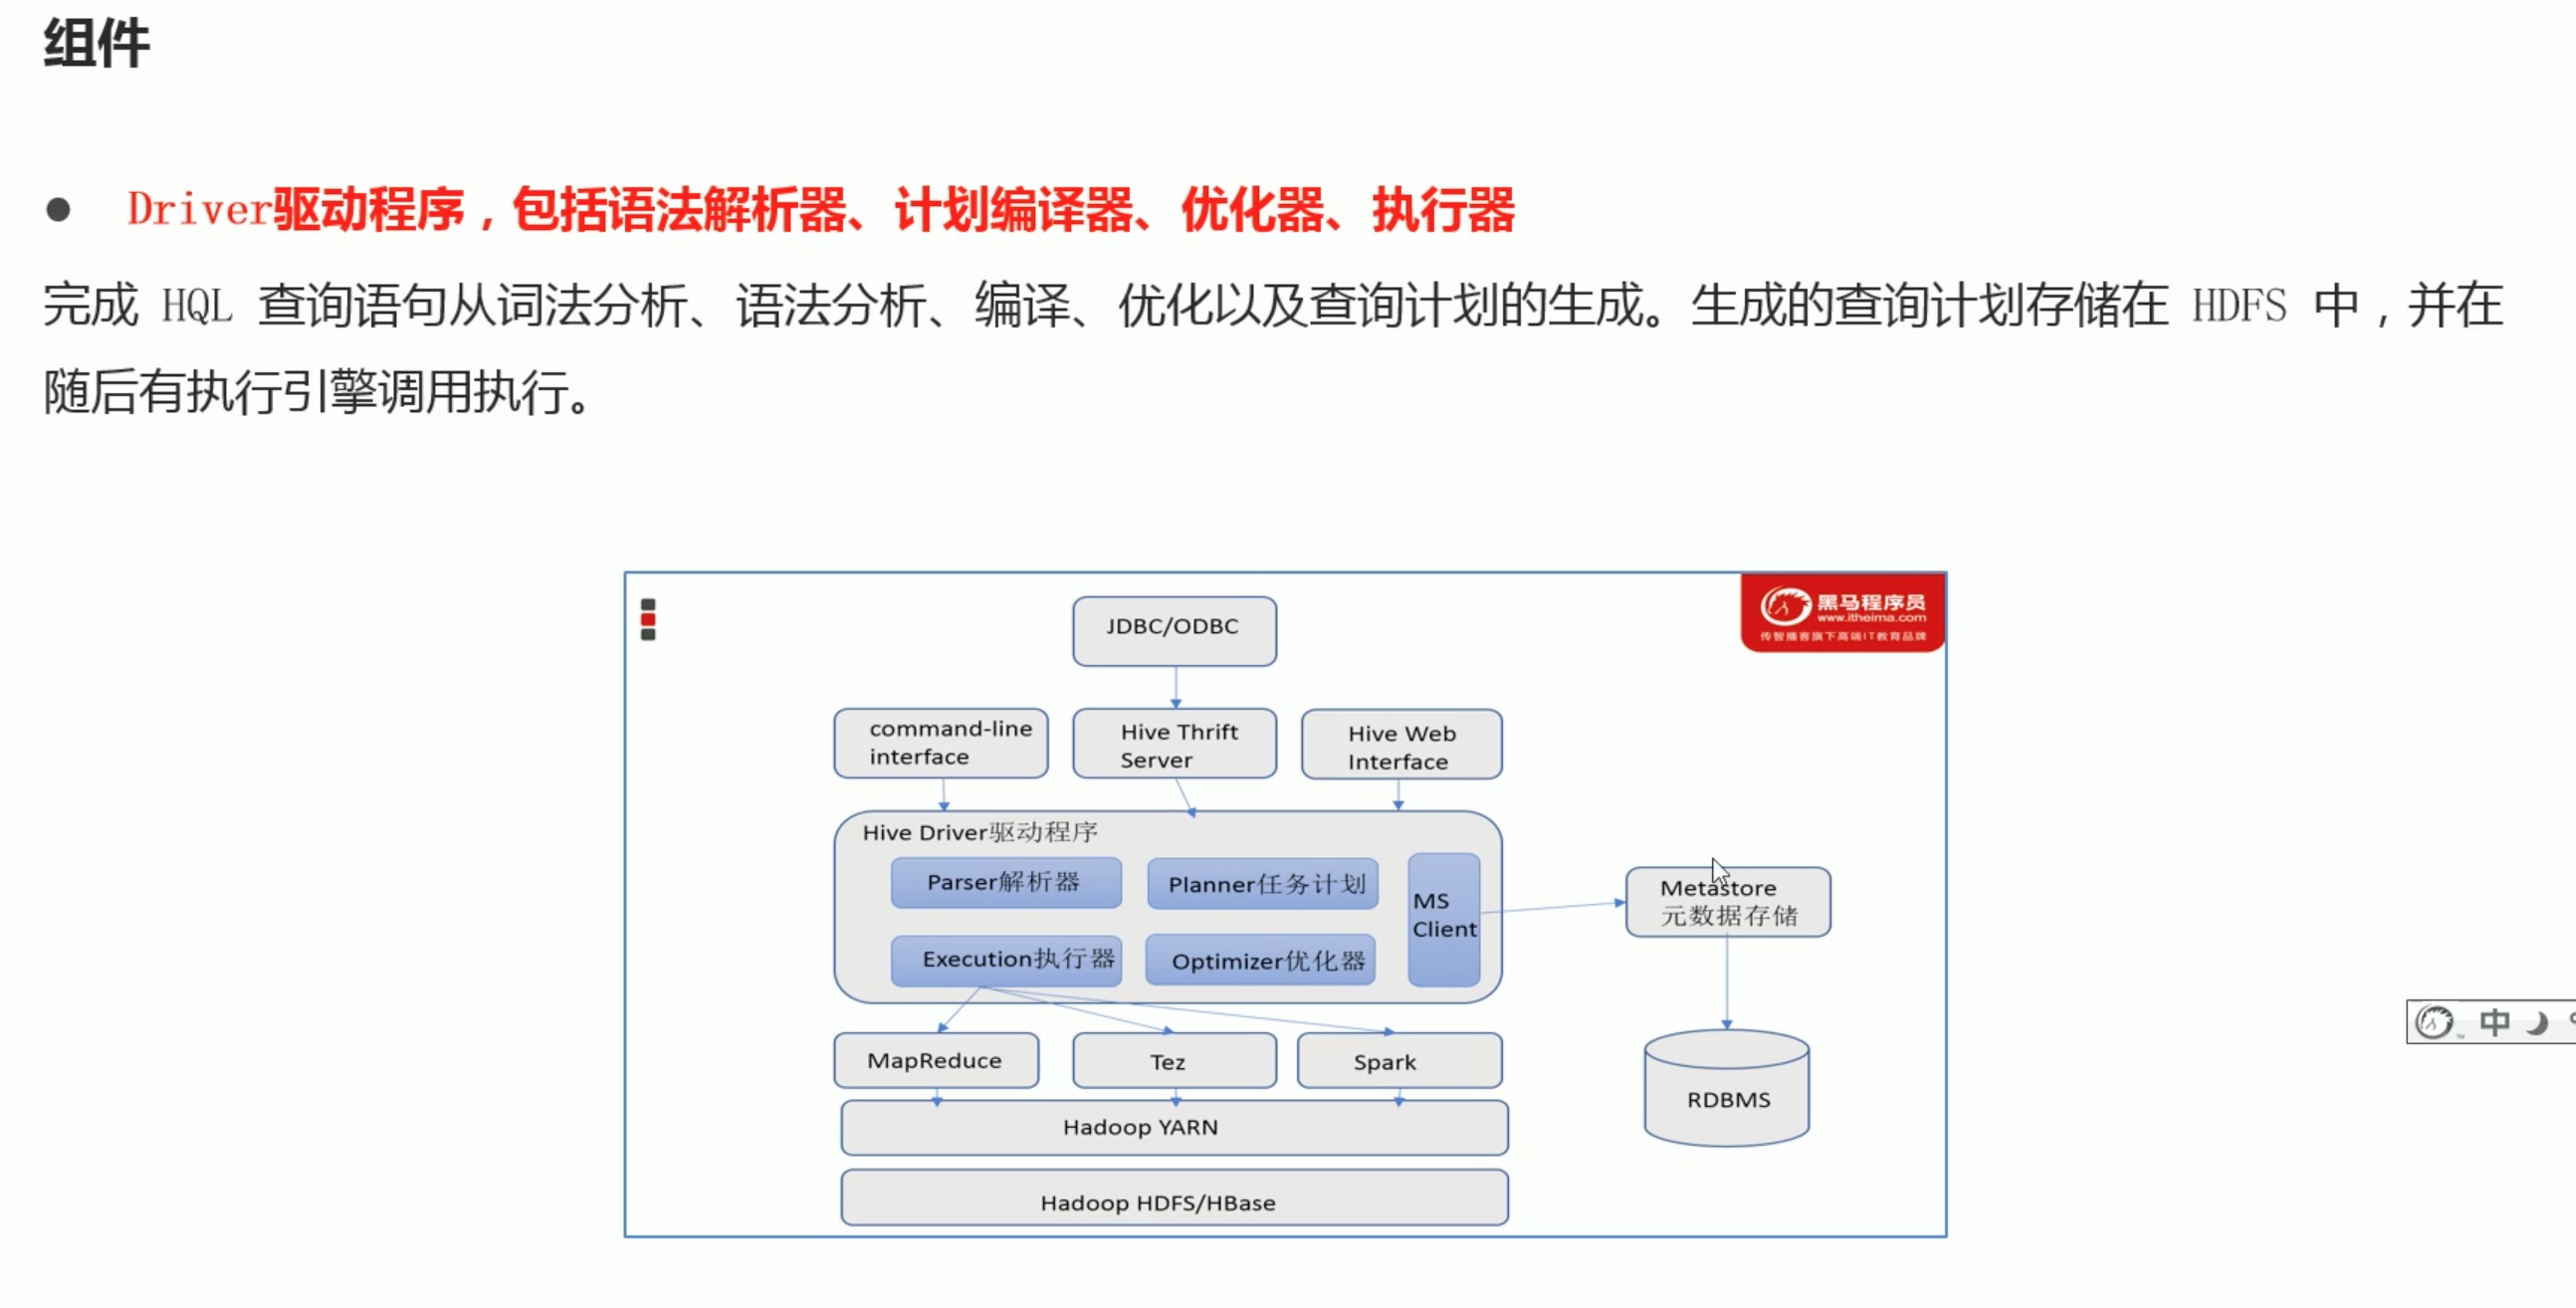 组件
● Driver驱动程序，包括语法解析器、计划编译器、优化器、执行器
完成 HQL 查询语句从词法分析、语法分析、编译、优化以及查询计划的生成。生成的查询计划存储在 HDFS 中，并在
随后有执行引擎调用执行。
黑马程序员
www.itheima.com
传智播客旗下高端IT教育品牌
JDBC/ODBC
command-line
interface
Hive Thrift
Server
Hive Web
Interface
Hive Driver驱动程序
Parser解析器
Planner任务计划
MS
Client
Execution执行器
Optimizer优化器
Metastore
元数据存储
MapReduce
Tez
Spark
RDBMS
Hadoop YARN
Hadoop HDFS/HBase
中